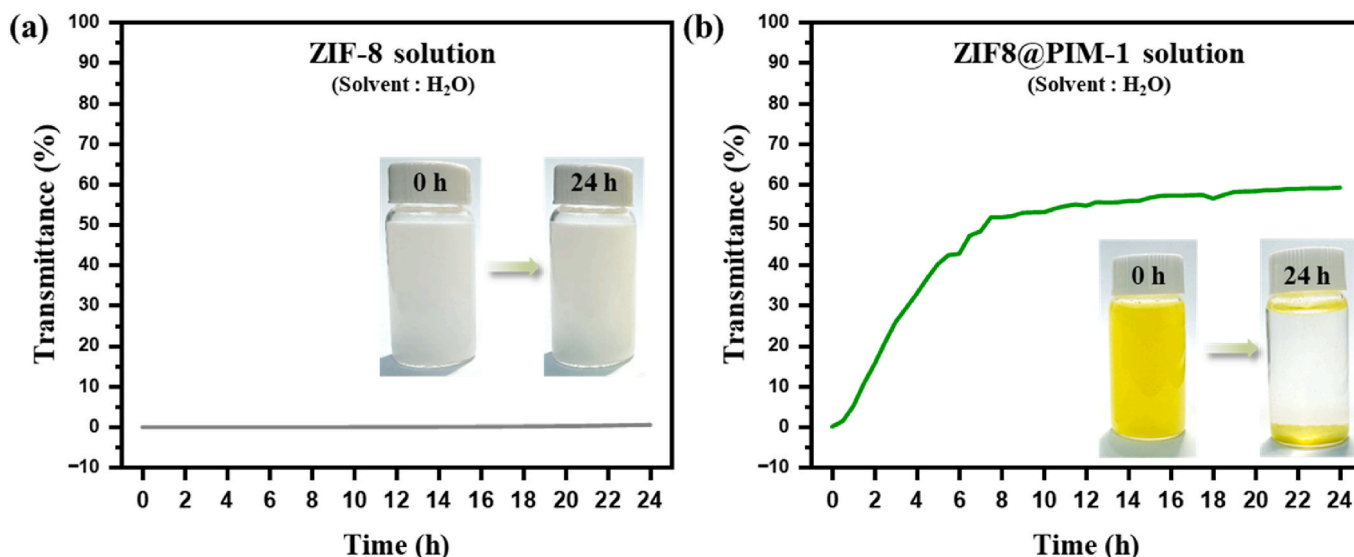 (a)
ZIF-8 solution
(Solvent : H₂O)
Transmittance (%)
100
90
80
70
60
50
40
30
20
10
0
−10
0 h
24 h
0 2 4 6 8 10 12 14 16 18 20 22 24
Time (h)
(b)
ZIF8@PIM-1 solution
(Solvent : H₂O)
Transmittance (%)
100
90
80
70
60
50
40
30
20
10
0
−10
0 h
24 h
0 2 4 6 8 10 12 14 16 18 20 22 24
Time (h)